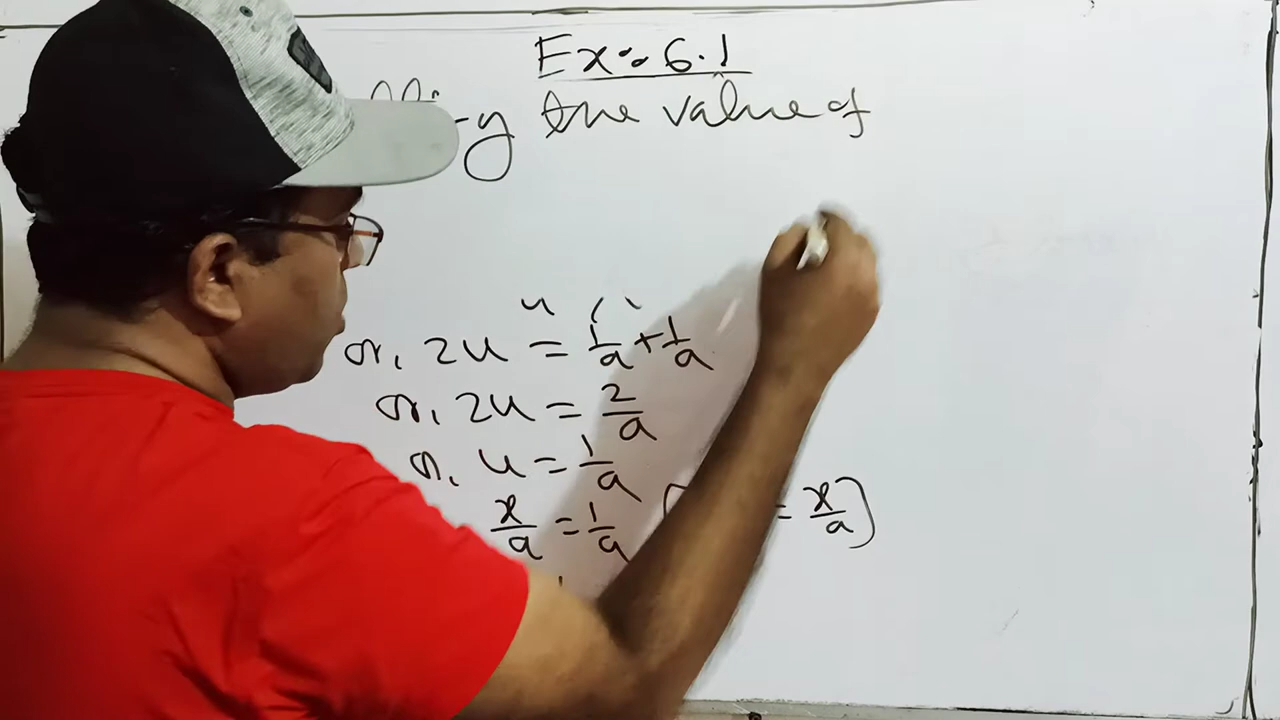 Ex: 6.1
the value of
or, 2u = 1/a + 1/a
or, 2u = 2/a
or, u = 1/a
x/a = 1/a = x/a)